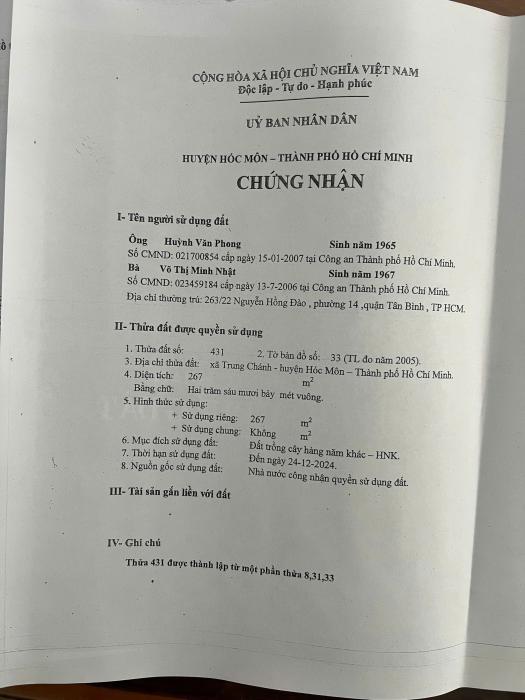 CỘNG HÒA XÃ HỘI CHỦ NGHĨA VIỆT NAM
Độc lập - Tự do - Hạnh phúc
UỶ BAN NHÂN DÂN
HUYỆN HÓC MÔN – THÀNH PHỐ HỒ CHÍ MINH
CHỨNG NHẬN
I- Tên người sử dụng đất
Ông Huỳnh Văn Phong Sinh năm 1965
Số CMND: 021700854 cấp ngày 15-01-2007 tại Công an Thành phố Hồ Chí Minh.
Bà Võ Thị Minh Nhật Sinh năm 1967
Số CMND: 023459184 cấp ngày 13-7-2006 tại Công an Thành phố Hồ Chí Minh.
Địa chỉ thường trú: 263/22 Nguyễn Hồng Đào , phường 14 ,quận Tân Bình , TP HCM.
II- Thửa đất được quyền sử dụng
1. Thửa đất số: 431 2. Tờ bản đồ số: 33 (TL đo năm 2005).
3. Địa chỉ thửa đất: xã Trung Chánh - huyện Hóc Môn – Thành phố Hồ Chí Minh.
4. Diện tích: 267 m²
Bằng chữ: Hai trăm sáu mươi bảy mét vuông.
5. Hình thức sử dụng:
+ Sử dụng riêng: 267 m²
+ Sử dụng chung: Không m²
6. Mục đích sử dụng đất: Đất trồng cây hàng năm khác – HNK.
7. Thời hạn sử dụng đất: Đến ngày 24-12-2024.
8. Nguồn gốc sử dụng đất: Nhà nước công nhận quyền sử dụng đất.
III- Tài sản gắn liền với đất
IV- Ghi chú
Thửa 431 được thành lập từ một phần thửa 8,31,33